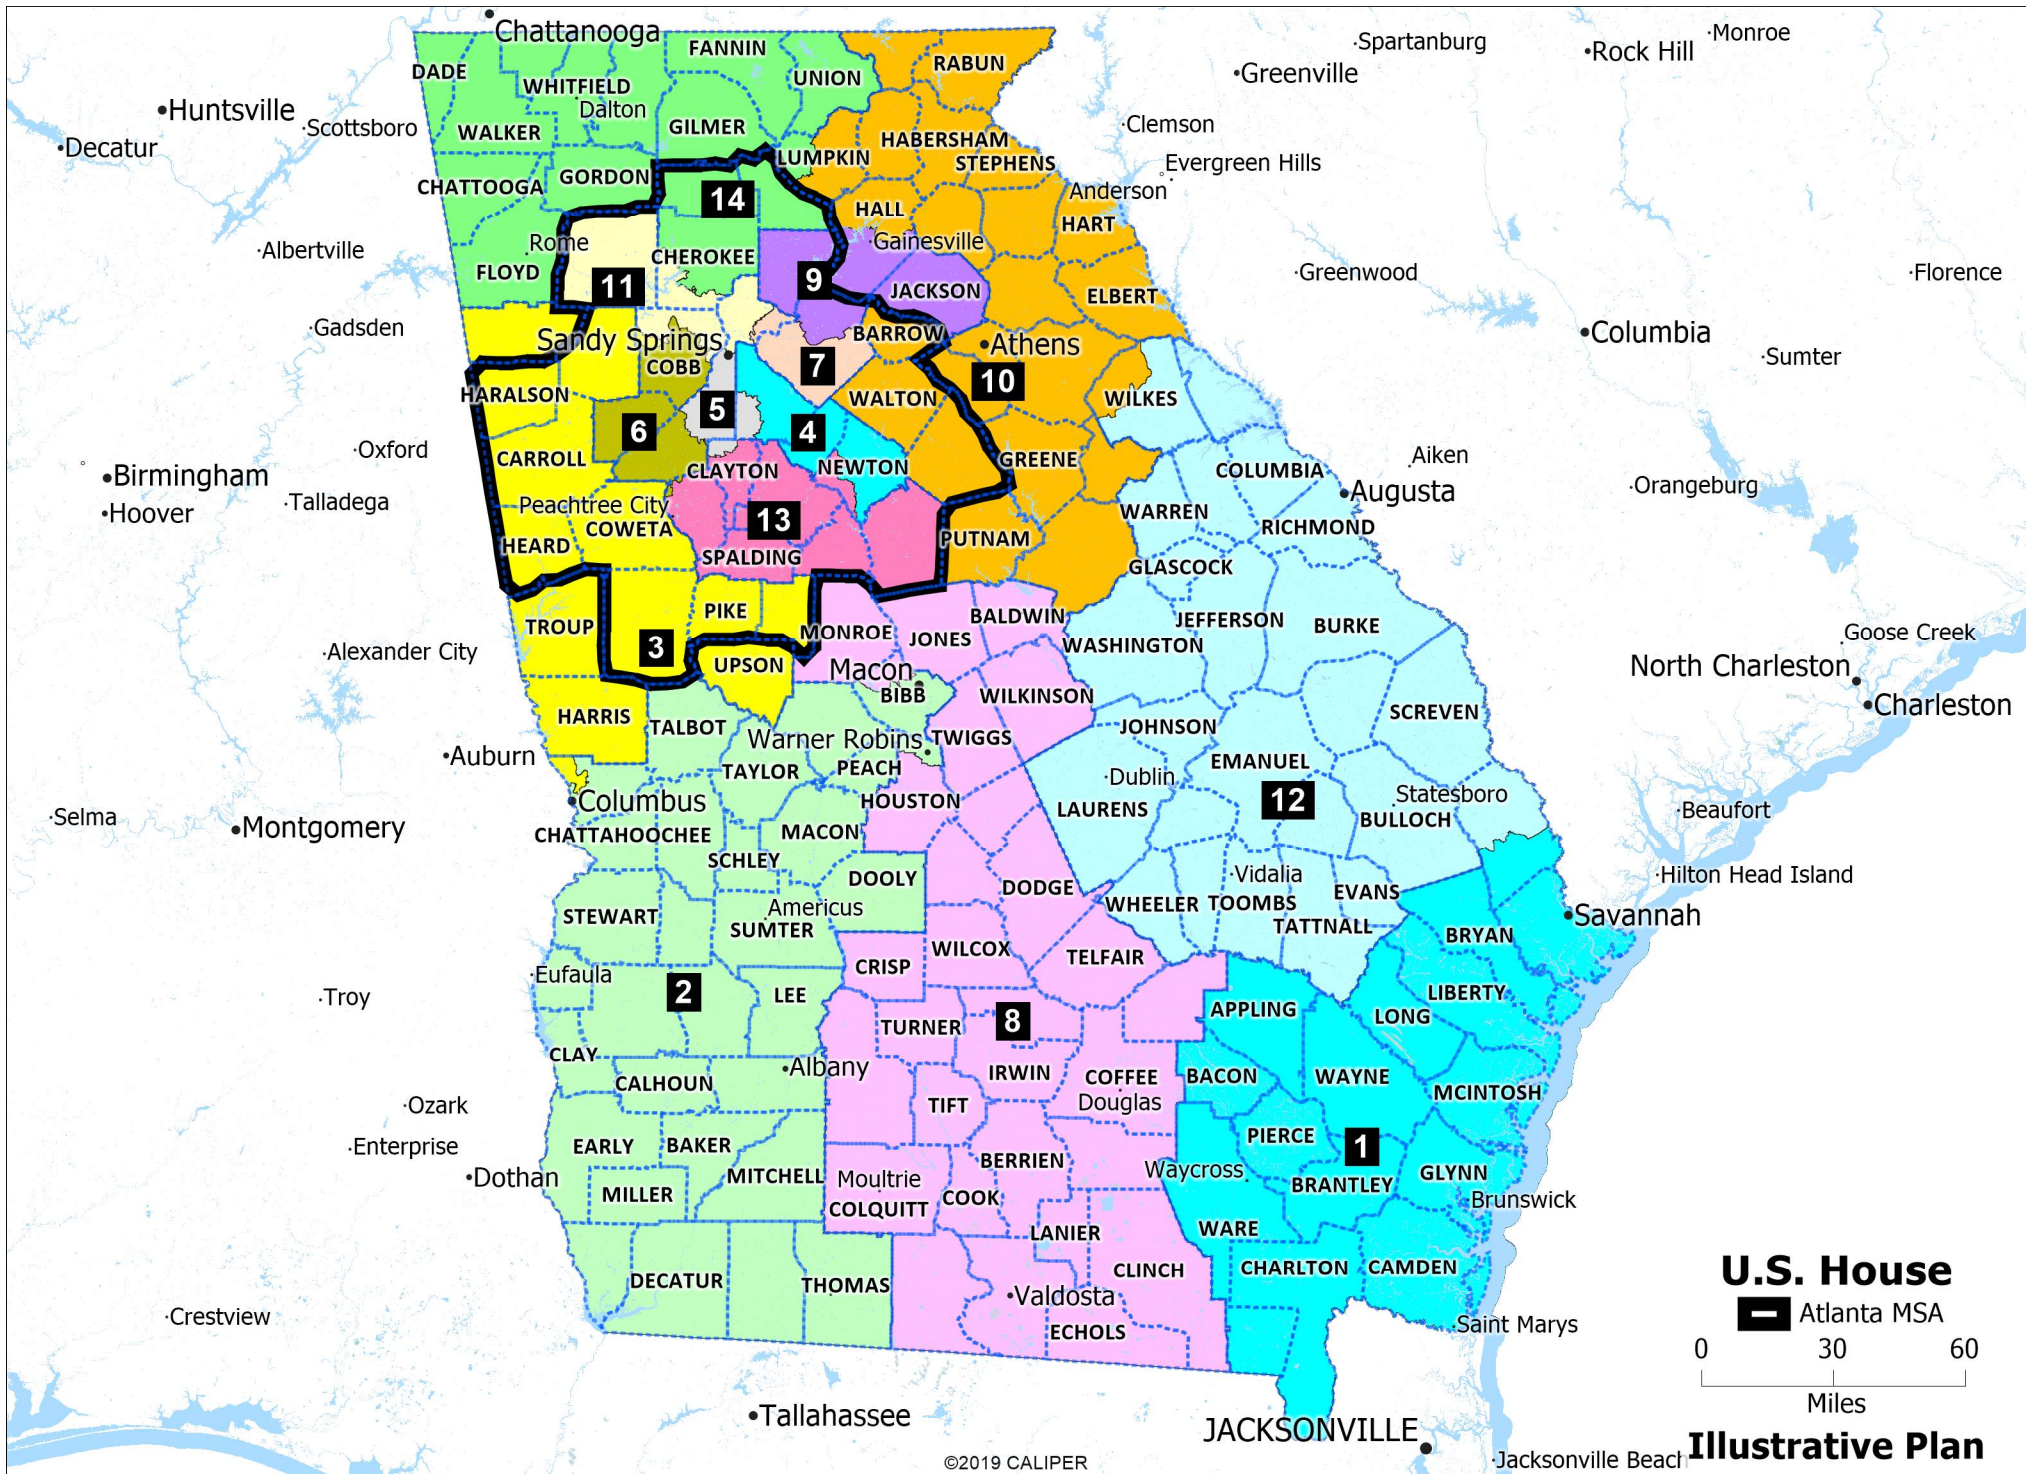 Chattanooga
Spartanburg
Rock Hill
Monroe
FANNIN
RABUN
DADE
UNION
Greenville
WHITFIELD
Dalton
Huntsville
Scottsboro
WALKER
GILMER
Clemson
Decatur
HABERSHAM
LUMPKIN
STEPHENS
Evergreen Hills
GORDON
CHATTOOGA
14
Anderson
HALL
HART
Rome
Gainesville
Albertville
CHEROKEE
FLOYD
11
9
JACKSON
ELBERT
Greenwood
Florence
Gadsden
Sandy Springs
BARROW
Athens
Columbia
COBB
7
Sumter
10
HARALSON
WALTON
WILKES
5
6
4
Oxford
CARROLL
CLAYTON
NEWTON
GREENE
COLUMBIA
Aiken
Birmingham
Talladega
Augusta
Orangeburg
Hoover
Peachtree City
COWETA
13
WARREN
RICHMOND
HEARD
SPALDING
PUTNAM
GLASCOCK
PIKE
TROUP
MONROE
JONES
BALDWIN
JEFFERSON
BURKE
Goose Creek
Alexander City
3
UPSON
Macon
WASHINGTON
North Charleston
BIBB
WILKINSON
Charleston
HARRIS
TALBOT
JOHNSON
SCREVEN
Auburn
Warner Robins
TWIGGS
TAYLOR
PEACH
Dublin
EMANUEL
Columbus
HOUSTON
LAURENS
12
Statesboro
Selma
Montgomery
CHATTAHOOCHEE
MACON
BULLOCH
Beaufort
SCHLEY
DOOLY
DODGE
Vidalia
EVANS
Hilton Head Island
STEWART
Americus
SUMTER
WHEELER
TOOMBS
TATTNALL
Savannah
WILCOX
BRYAN
Eufaula
CRISP
TELFAIR
Troy
2
LEE
LIBERTY
TURNER
8
APPLING
LONG
CLAY
Albany
CALHOUN
IRWIN
COFFEE
Douglas
BACON
WAYNE
MCINTOSH
Ozark
TIFT
Enterprise
EARLY
BAKER
PIERCE
1
Dothan
MITCHELL
BERRIEN
Waycross
GLYNN
MILLER
Moultrie
COLQUITT
COOK
BRANTLEY
Brunswick
LANIER
WARE
DECATUR
THOMAS
CLINCH
CHARLTON
CAMDEN
Valdosta
Crestview
ECHOLS
Saint Marys
U.S. House
Atlanta MSA
0 30 60
Miles
Tallahassee
JACKSONVILLE
Jacksonville Beach
Illustrative Plan
©2019 CALIPER